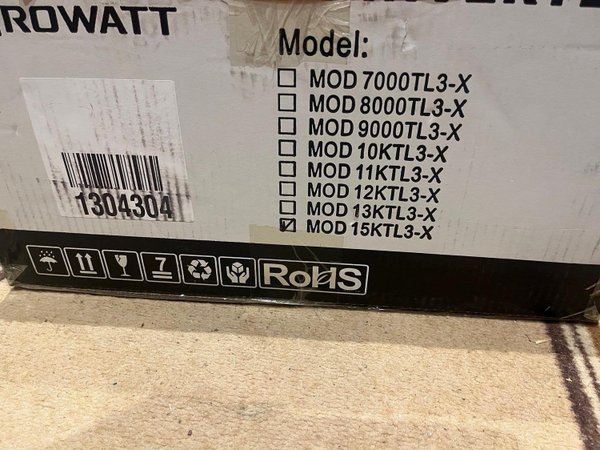 ROWATT
Model:
MOD 7000TL3-X
MOD 8000TL3-X
MOD 9000TL3-X
MOD 10KTL3-X
MOD 11KTL3-X
MOD 12KTL3-X
MOD 13KTL3-X
MOD 15KTL3-X
1304304
7
RoHS